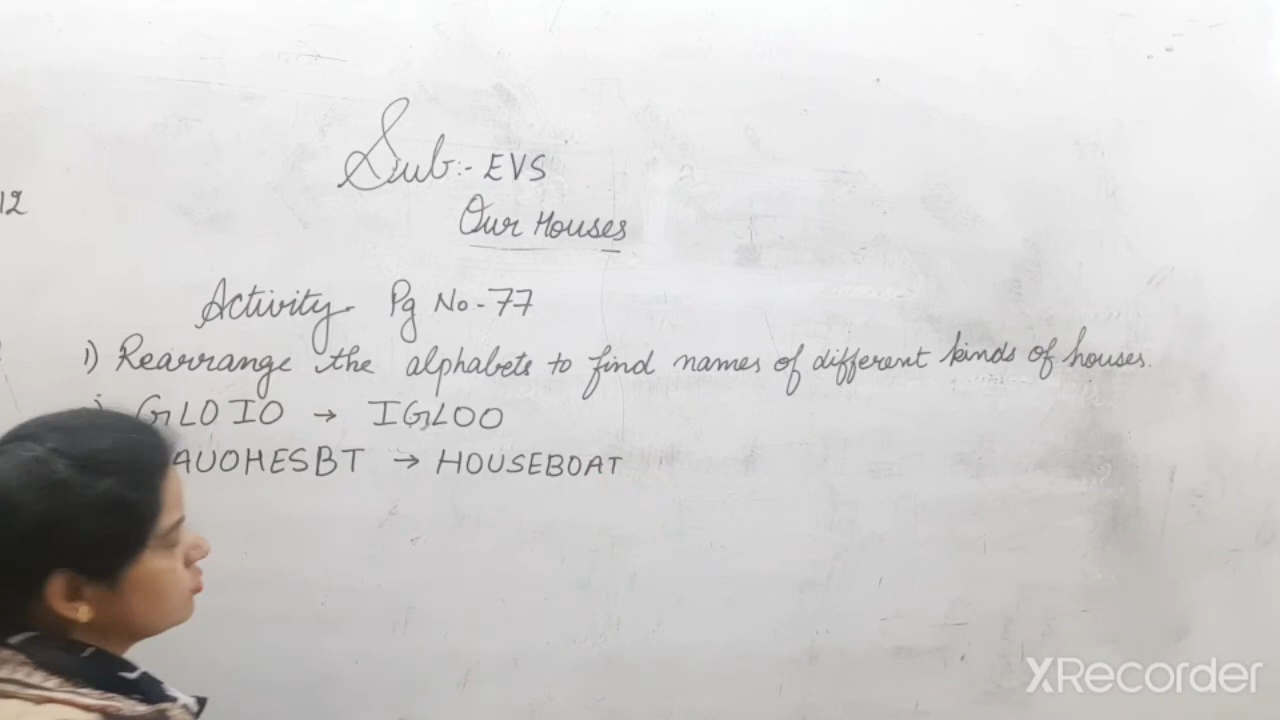 12
Sub:- EVS
Our Houses
Activity Pg No - 77
1) Rearrange the alphabets to find names of different kinds of houses.
GLOIO → IGLOO
AUOHESBT → HOUSEBOAT
XRecorder